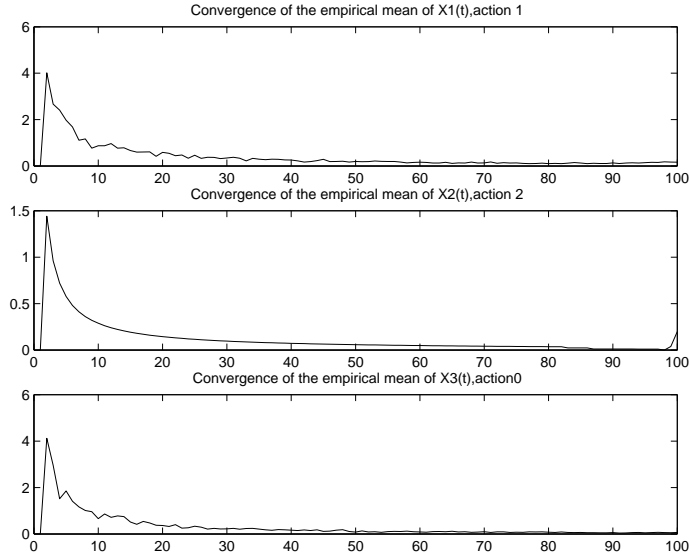 Convergence of the empirical mean of X1(t),action 1
6
4
2
0
0 10 20 30 40 50 60 70 80 90 100
Convergence of the empirical mean of X2(t),action 2
1.5
1
0.5
0
0 10 20 30 40 50 60 70 80 90 100
Convergence of the empirical mean of X3(t),action0
6
4
2
0
0 10 20 30 40 50 60 70 80 90 100